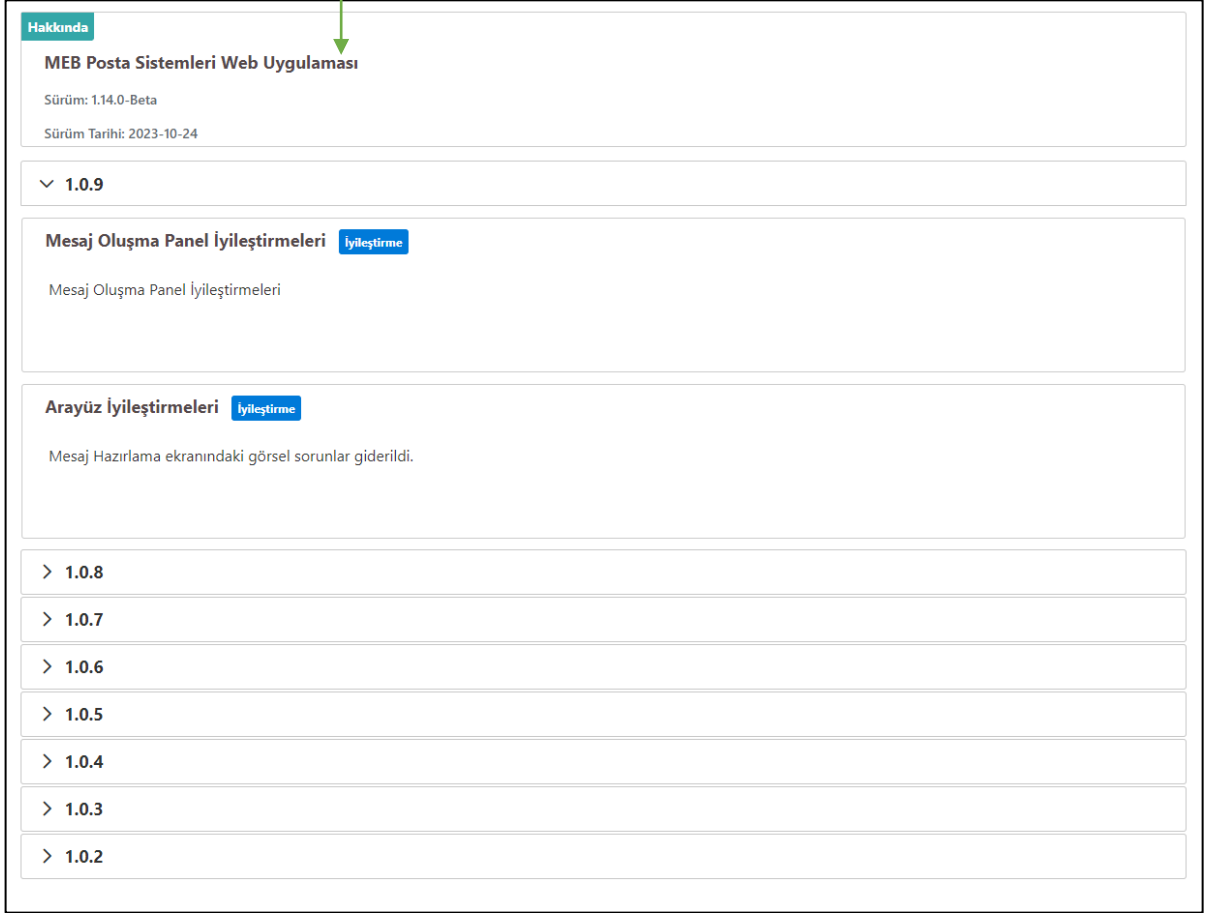 Hakkında
MEB Posta Sistemleri Web Uygulaması
Sürüm: 1.14.0-Beta
Sürüm Tarihi: 2023-10-24
1.0.9
Mesaj Oluşma Panel İyileştirmeleri İyileştirme
Mesaj Oluşma Panel İyileştirmeleri
Arayüz İyileştirmeleri İyileştirme
Mesaj Hazırlama ekranındaki görsel sorunlar giderildi.
1.0.8
1.0.7
1.0.6
1.0.5
1.0.4
1.0.3
1.0.2